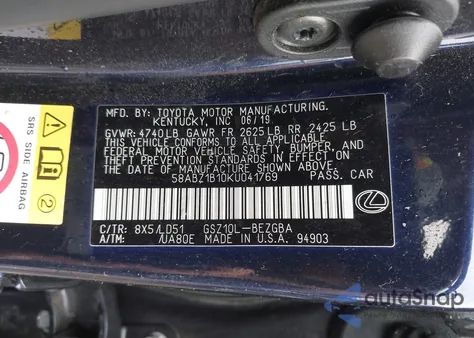 MFD. BY: TOYOTA MOTOR MANUFACTURING.
KENTUCKY, INC 06/19
GVWR: 4740LB GAWR FR 2625LB RR 2425 LB
THIS VEHICLE CONFORMS TO ALL APPLICABLE
FEDERAL MOTOR VEHICLE SAFETY, BUMPER, AND
THEFT PREVENTION STANDARDS IN EFFECT ON
THE DATE OF MANUFACTURE SHOWN ABOVE.
58ABZ1B10KU041769 PASS. CAR
C/TR: 8X5/LD51 GSZ10L-BEZGBA
A/TM: /UA80E MADE IN U.S.A. 94903
SRS SIDE AIRBAG
autoSnap